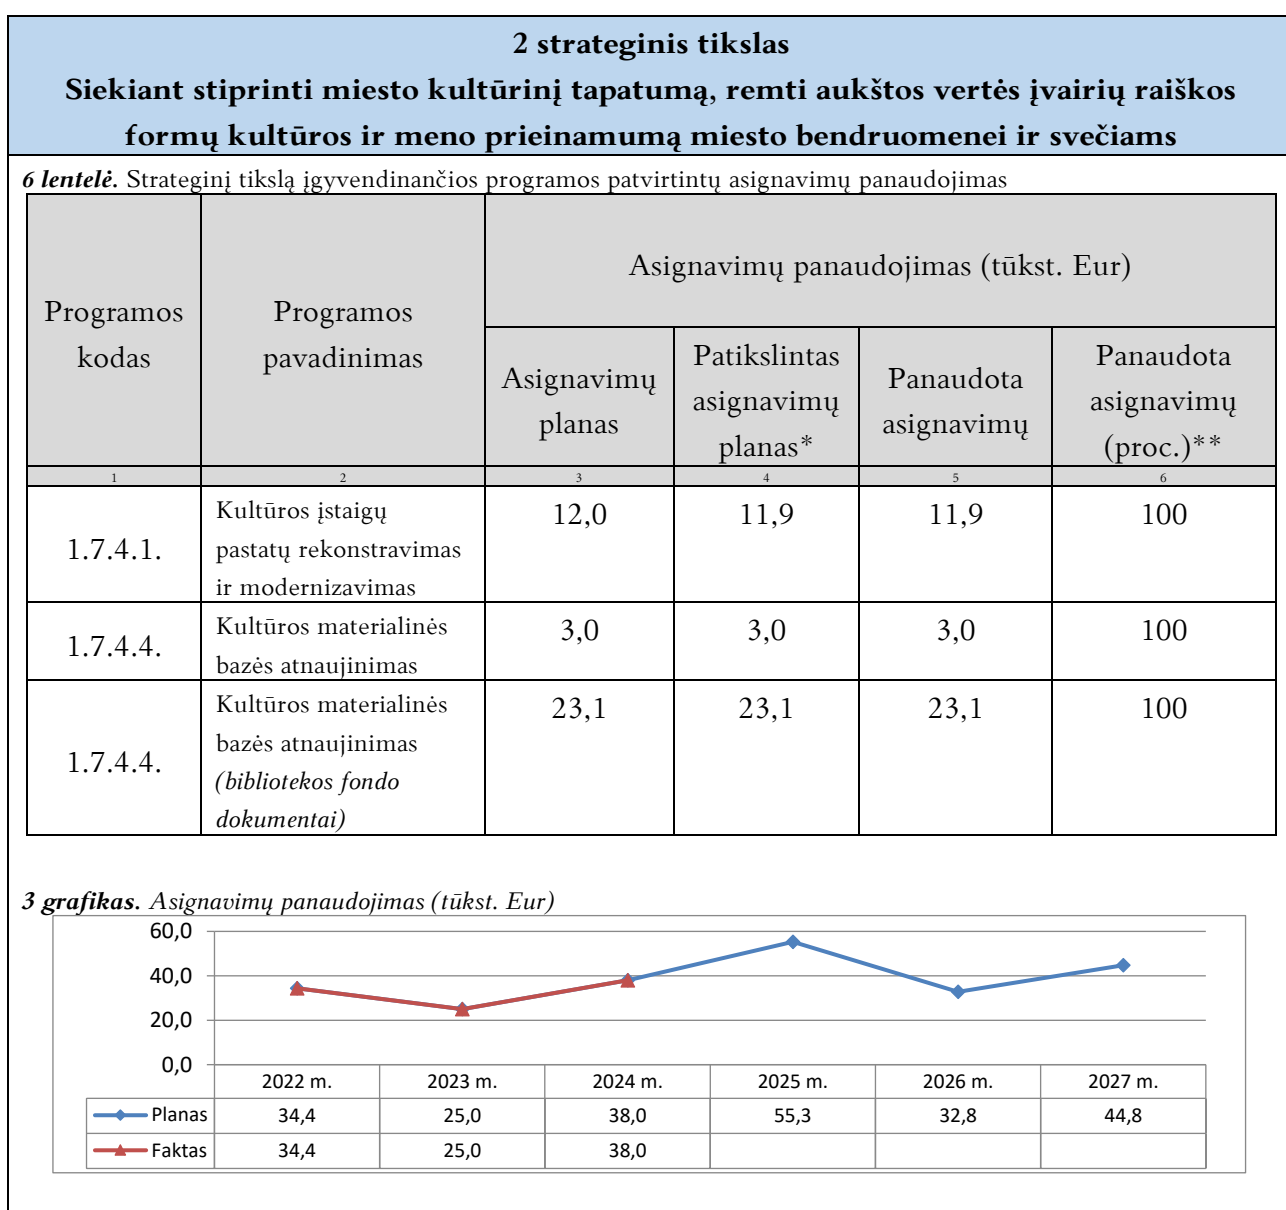 2 strateginis tikslas
Siekiant stiprinti miesto kultūrinį tapatumą, remti aukštos vertės įvairių raiškos
formų kultūros ir meno prieinamumą miesto bendruomenei ir svečiams
6 lentelė. Strateginį tikslą įgyvendinančios programos patvirtintų asignavimų panaudojimas
Programos
kodas
Programos
pavadinimas
Asignavimų panaudojimas (tūkst. Eur)
Asignavimų
planas
Patikslintas
asignavimų
planas*
Panaudota
asignavimų
Panaudota
asignavimų
(proc.)**
1 2 3 4 5 6
1.7.4.1.
Kultūros įstaigų
pastatų rekonstravimas
ir modernizavimas
12,0 11,9 11,9 100
1.7.4.4.
Kultūros materialinės
bazės atnaujinimas
3,0 3,0 3,0 100
1.7.4.4.
Kultūros materialinės
bazės atnaujinimas
(bibliotekos fondo
dokumentai)
23,1 23,1 23,1 100
3 grafikas. Asignavimų panaudojimas (tūkst. Eur)
60,0
40,0
20,0
0,0
2022 m. 2023 m. 2024 m. 2025 m. 2026 m. 2027 m.
Planas 34,4 25,0 38,0 55,3 32,8 44,8
Faktas 34,4 25,0 38,0